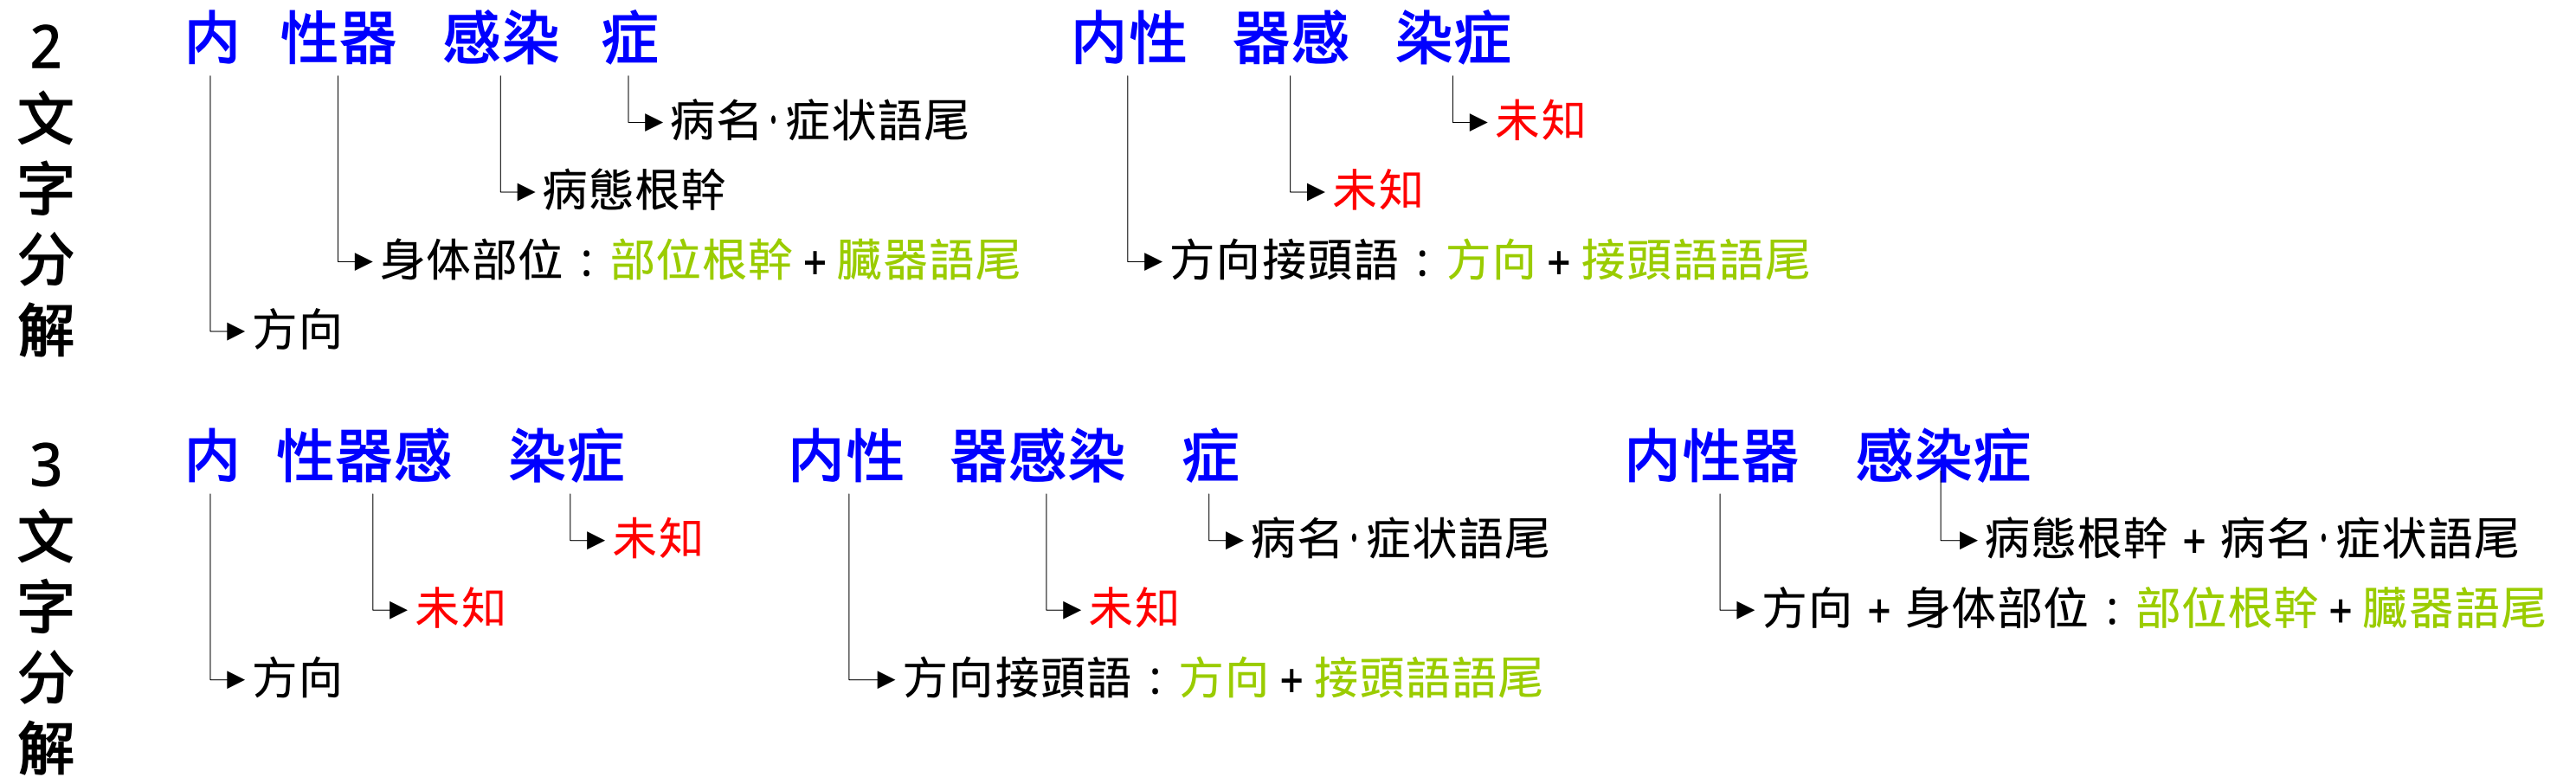 2文字分解
内 性器 感染 症
病名·症状語尾
病態根幹
身体部位：部位根幹+臓器語尾
方向
内性 器感 染症
未知
未知
方向接頭語：方向+接頭語語尾
3文字分解
内 性器感 染症
未知
未知
方向
内性 器感染 症
病名·症状語尾
未知
方向接頭語：方向+接頭語語尾
内性器 感染症
病態根幹 + 病名·症状語尾
方向 + 身体部位：部位根幹+臓器語尾